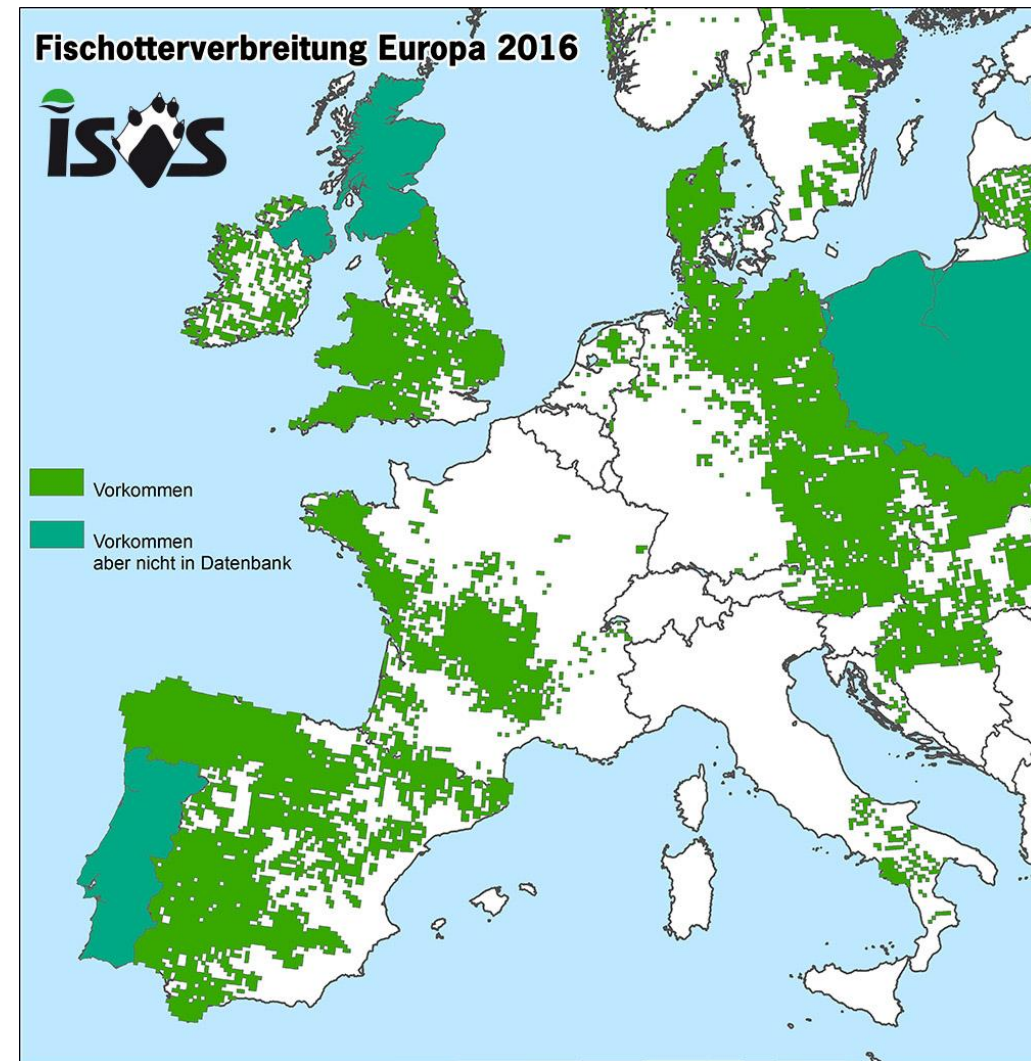 Fischotterverbreitung Europa 2016
ISOS
Vorkommen
Vorkommen
aber nicht in Datenbank